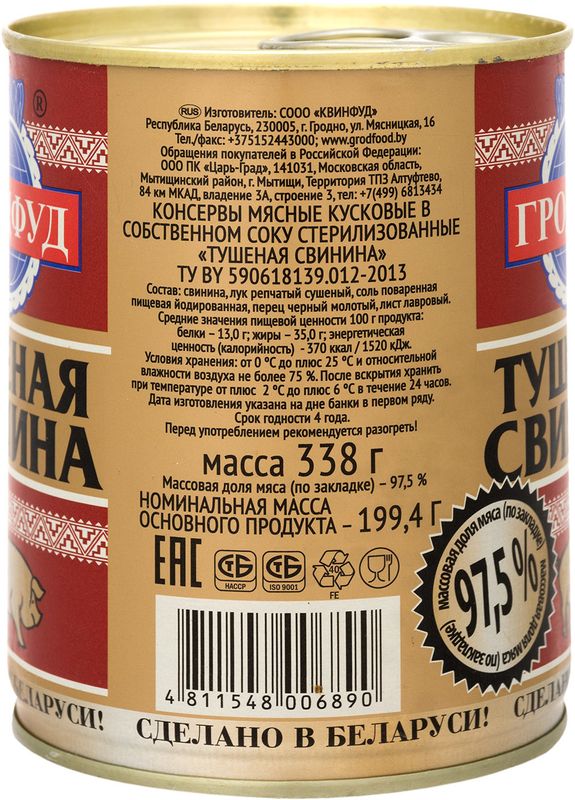 RUS Изготовитель: СООО «КВИНФУД»
Республика Беларусь, 230005, г. Гродно, ул. Мясницкая, 16
Тел./факс: +375152443000; www.grodfood.by
Обращения покупателей в Российской Федерации:
ООО ПК «Царь-Град», 141031, Московская область,
Мытищинский район, г. Мытищи, Территория ТПЗ Алтуфтево,
84 км МКАД, владение 3А, строение 3, тел: +7(499) 6813434
КОНСЕРВЫ МЯСНЫЕ КУСКОВЫЕ В
СОБСТВЕННОМ СОКУ СТЕРИЛИЗОВАННЫЕ
«ТУШЕНАЯ СВИНИНА»
ТУ BY 590618139.012-2013
Состав: свинина, лук репчатый сушеный, соль поваренная
пищевая йодированная, перец черный молотый, лист лавровый.
Средние значения пищевой ценности 100 г продукта:
белки – 13,0 г; жиры – 35,0 г; энергетическая
ценность (калорийность) - 370 ккал / 1520 кДж.
Условия хранения: от 0 °С до плюс 25 °С и относительной
влажности воздуха не более 75 %. После вскрытия хранить
при температуре от плюс 2 °С до плюс 6 °С в течение 24 часов.
Дата изготовления указана на дне банки в первом ряду.
Срок годности 4 года.
Перед употреблением рекомендуется разогреть!
масса 338 г
Массовая доля мяса (по закладке) – 97,5 %
НОМИНАЛЬНАЯ МАССА
ОСНОВНОГО ПРОДУКТА – 199,4 Г
EAC
СТБ
HACCP
СТБ
ISO 9001
40
FE
4 811548 006890
®
ФУД
НАЯ
ИНА
ГРО
ТУШ
СВИН
Массовая доля мяса (по закладке)
97,5%
массовая доля мяса (по закладке)
БЕЛАРУСИ!
СДЕЛАНО В БЕЛАРУСИ!
СДЕЛАНО